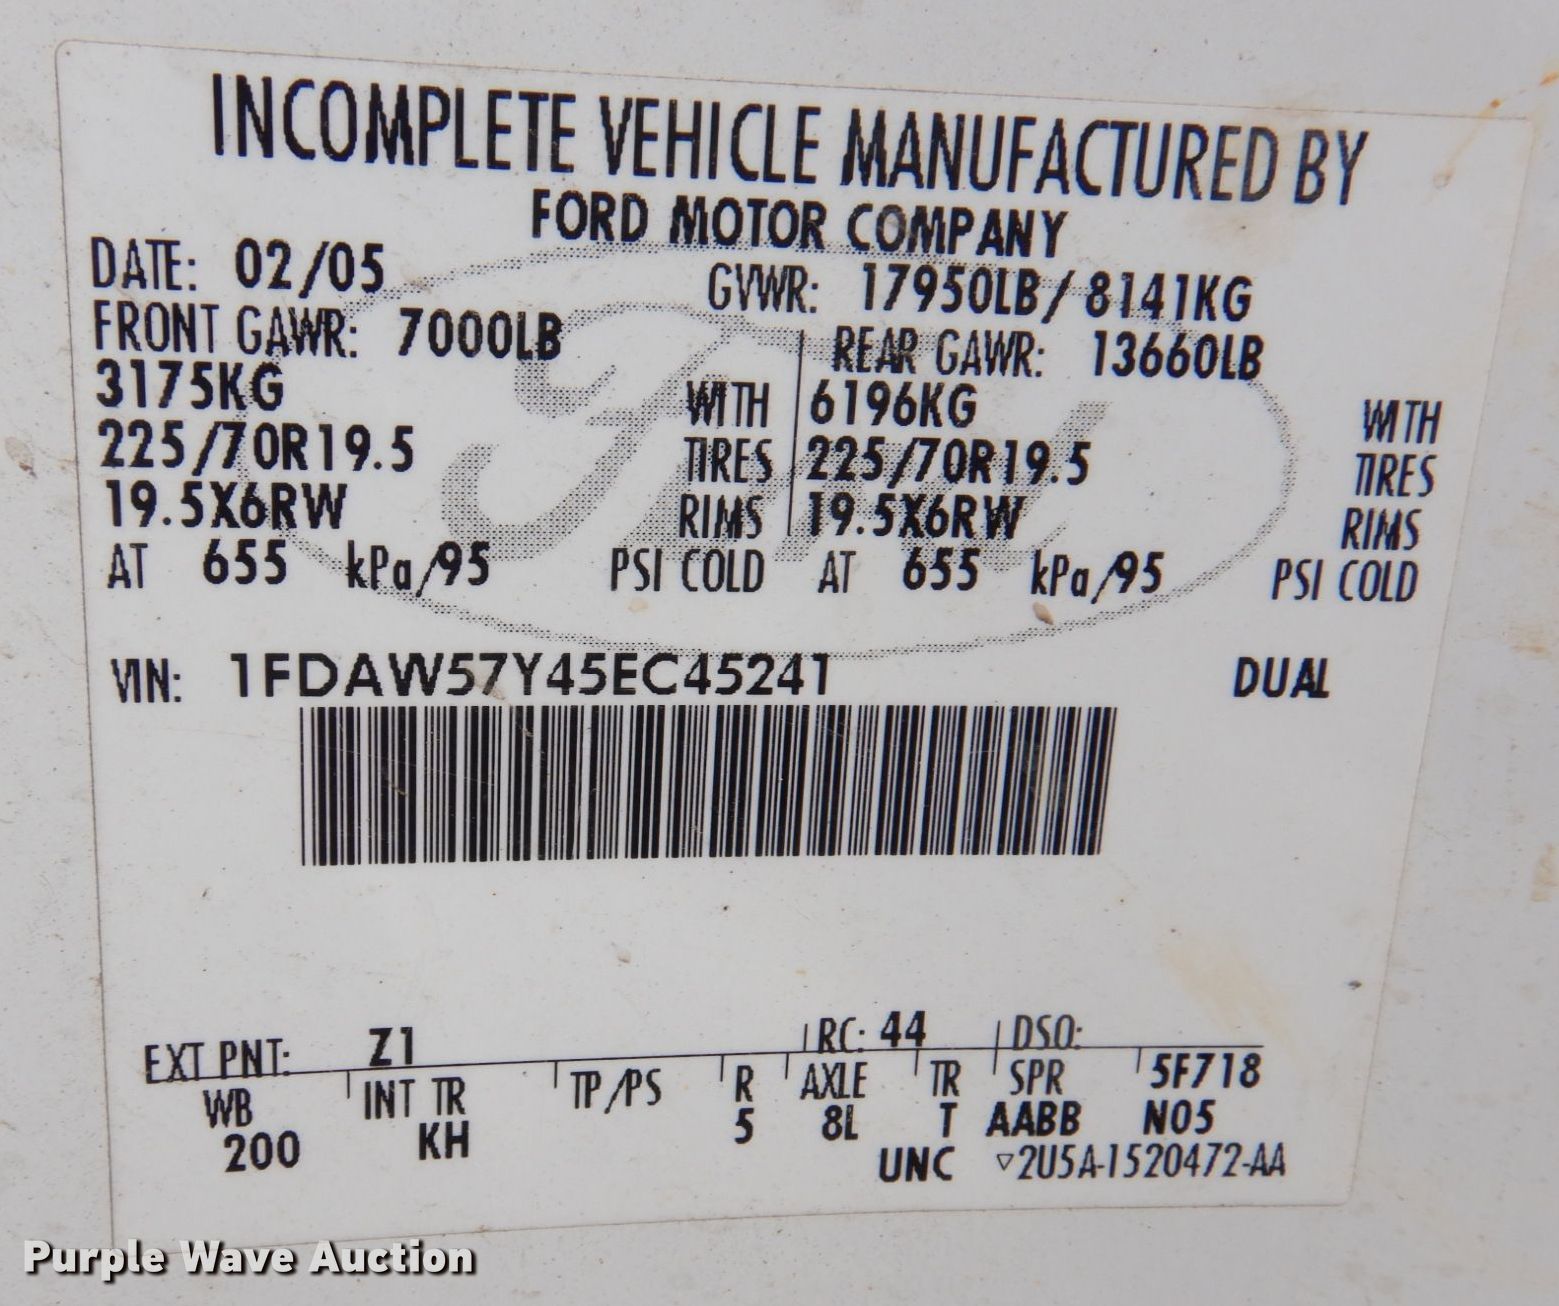 INCOMPLETE VEHICLE MANUFACTURED BY
FORD MOTOR COMPANY
DATE: 02/05 GVWR: 17950LB/ 8141KG
FRONT GAWR: 7000LB REAR GAWR: 13660LB
3175KG WITH 6196KG WITH
225/70R19.5 TIRES 225/70R19.5 TIRES
19.5X6RW RIMS 19.5X6RW RIMS
AT 655 kPa/95 PSI COLD AT 655 kPa/95 PSI COLD
VIN: 1FDAW57Y45EC45241 DUAL
EXT PNT: Z1 RC: 44 DSO:
WB INT TR TP/PS R AXLE TR SPR 5F718
200 KH 5 8L T AABB N05
UNC ▽2U5A-1520472-AA
Purple Wave Auction